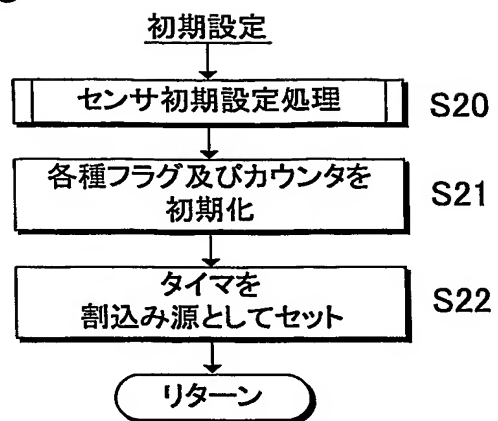 初期設定
センサ初期設定処理
S20
各種フラグ及びカウンタを
初期化
S21
タイマを
割込み源としてセット
S22
リターン